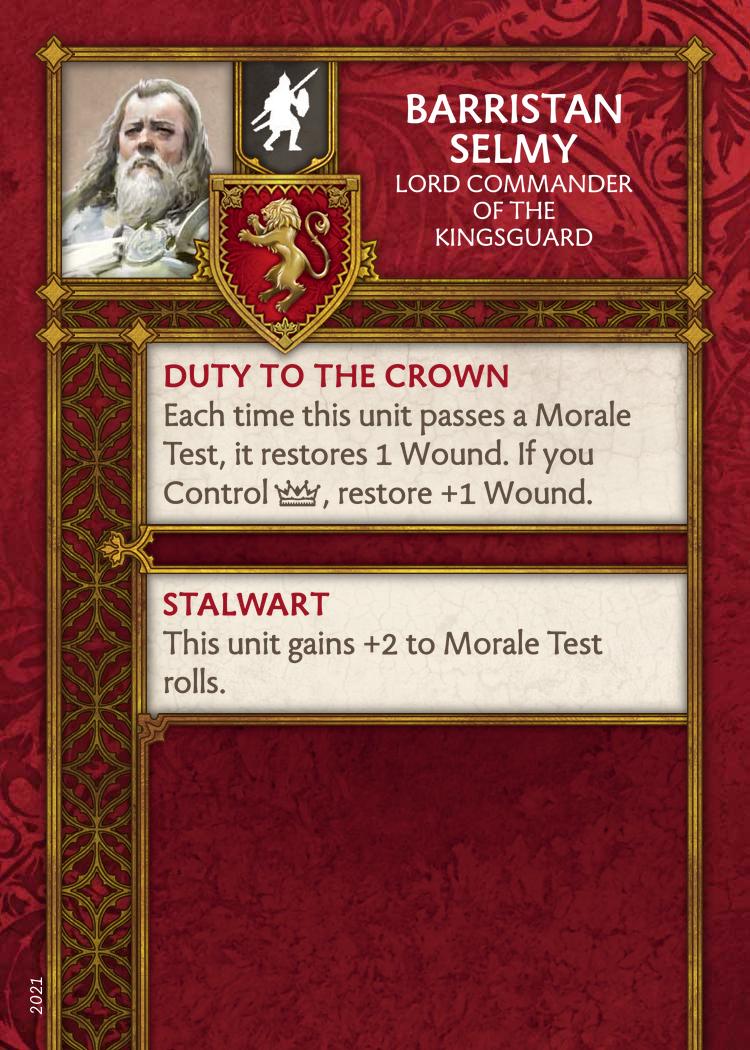 BARRISTAN
SELMY
LORD COMMANDER
OF THE
KINGSGUARD
DUTY TO THE CROWN
Each time this unit passes a Morale
Test, it restores 1 Wound. If you
Control , restore +1 Wound.
STALWART
This unit gains +2 to Morale Test
rolls.
2021